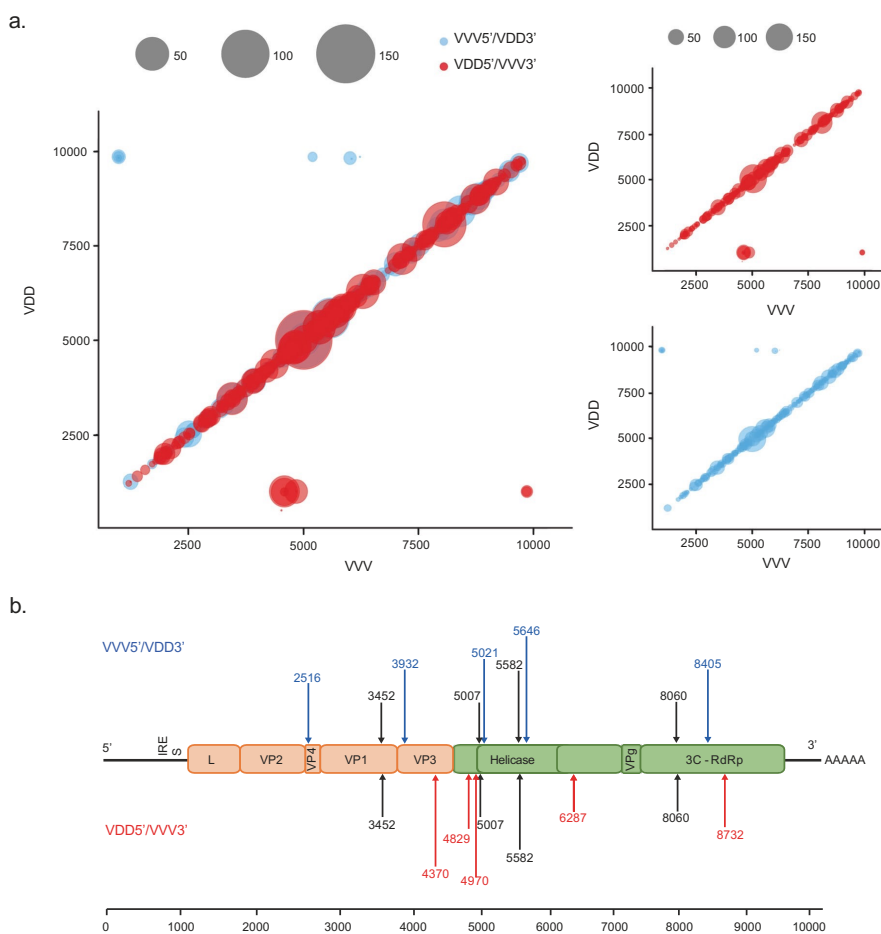 a.
50 100 150
VVV5'/VDD3'
VDD5'/VVV3'
10000
7500
5000
2500
VDD
2500 5000 7500 10000
VVV
50 100 150
10000
7500
5000
2500
VDD
2500 5000 7500 10000
VVV
10000
7500
5000
2500
VDD
2500 5000 7500 10000
VVV
b.
VVV5'/VDD3'
2516 3452 3932 5007 5021 5582 5646 8060 8405
5' IRE
S
L VP2 VP4 VP1 VP3 Helicase VPg 3C - RdRp
3' AAAAA
VDD5'/VVV3'
3452 4370 4829 4970 5007 5582 6287 8060 8732
0 1000 2000 3000 4000 5000 6000 7000 8000 9000 10000